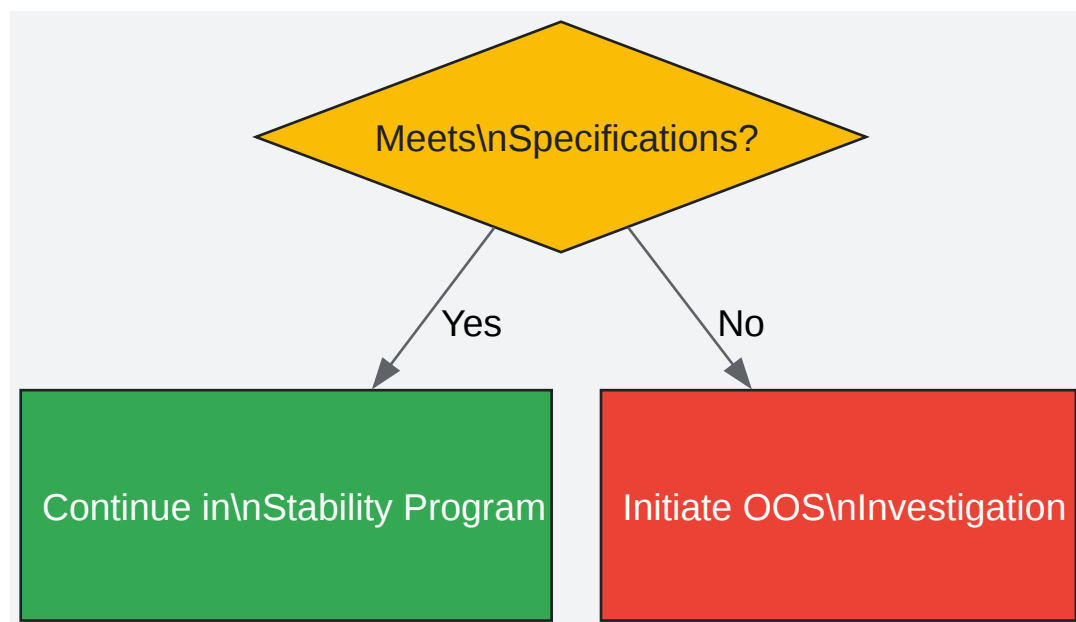 Meets\nSpecifications?
Yes
No
Continue in\nStability Program
Initiate OOS\nInvestigation